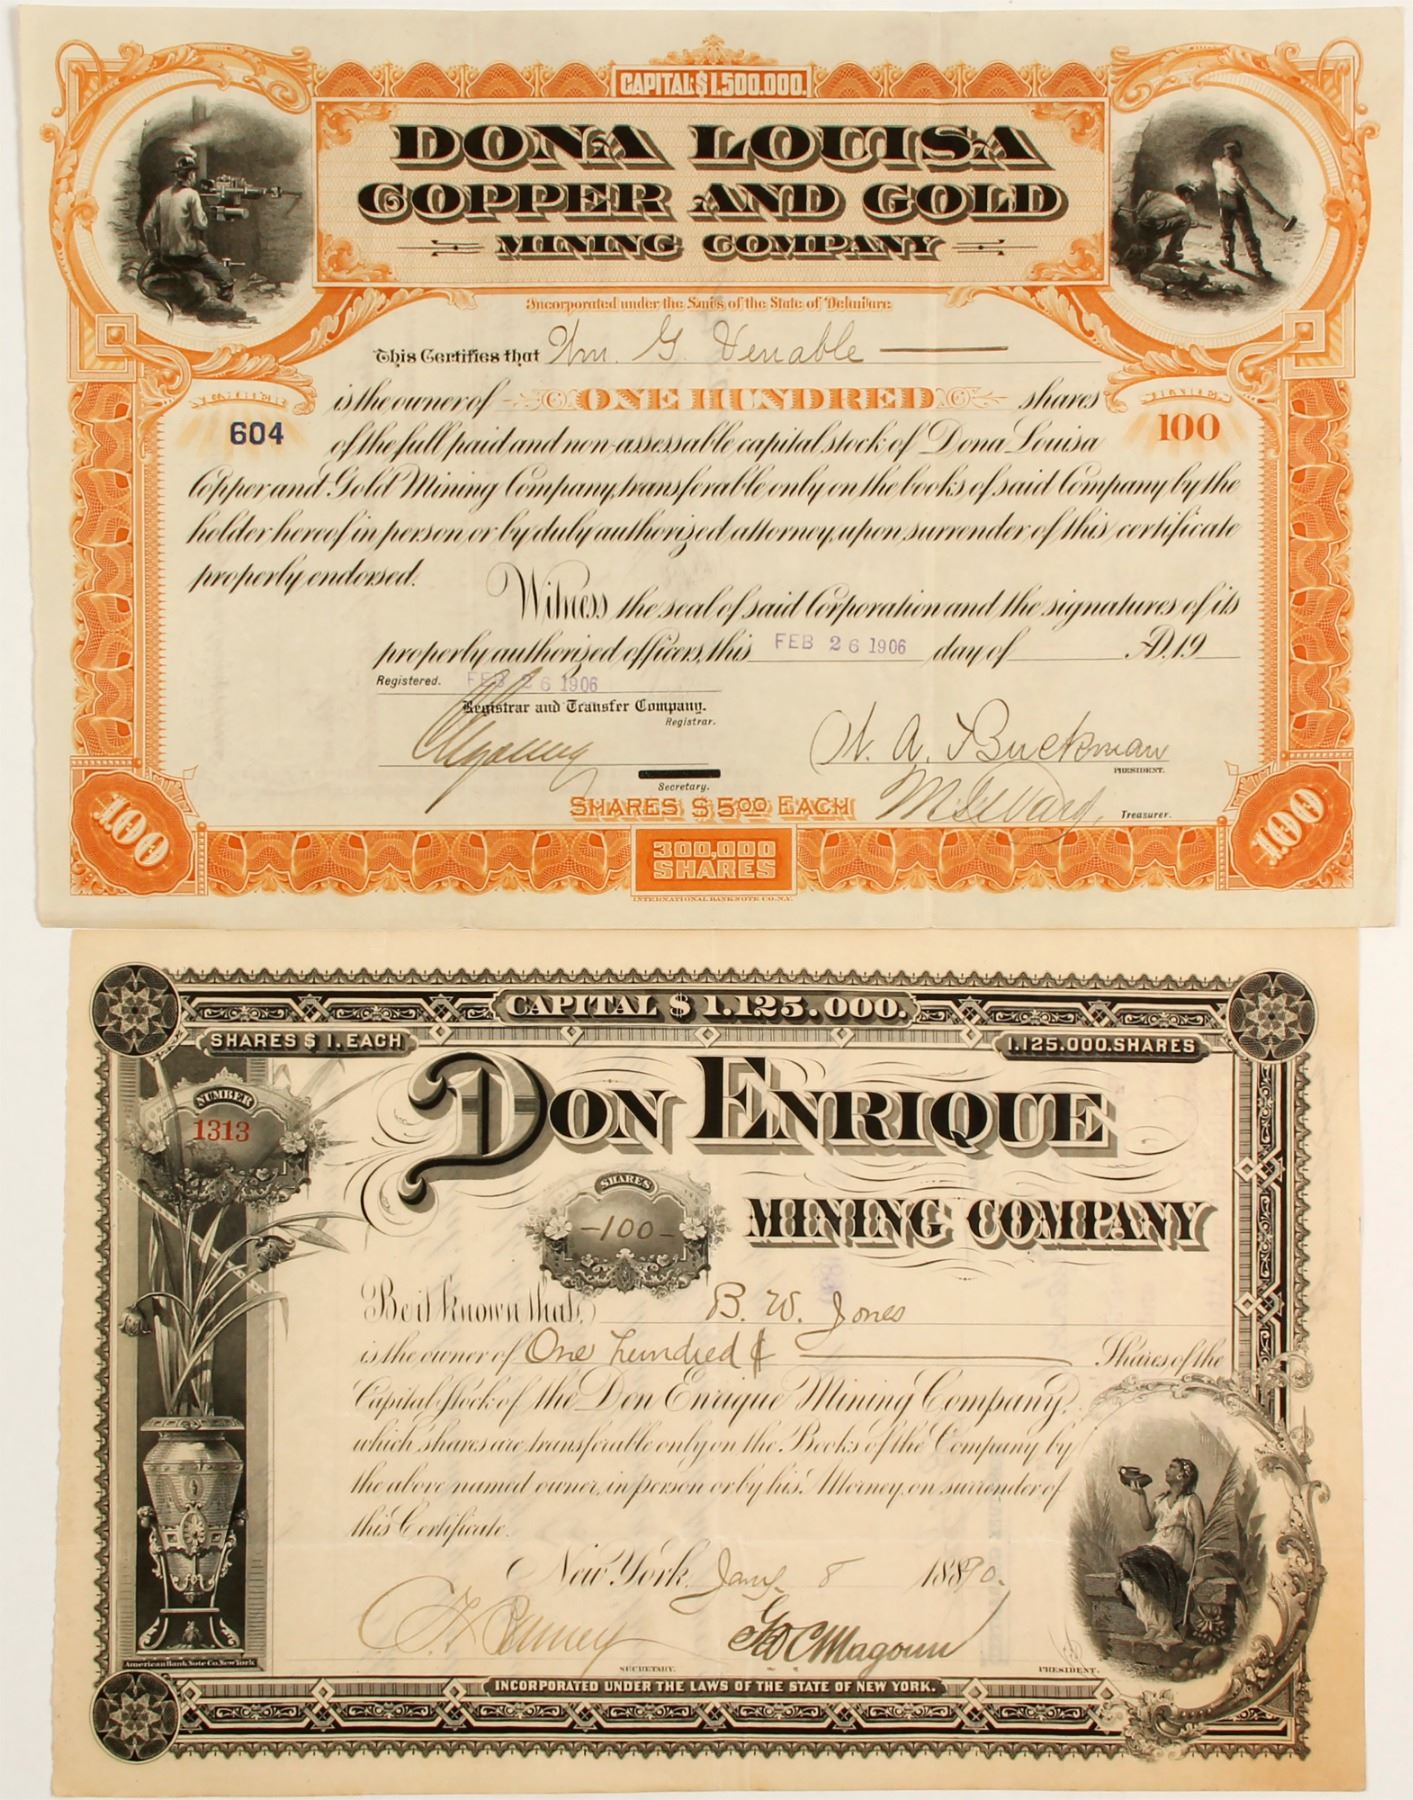 CAPITAL $1.500.000.
DONA LOUISA
COPPER AND GOLD
MINING COMPANY
Incorporated under the Laws of the State of Delaware
This Certifies that Wm. G. Venable
is the owner of ONE HUNDRED shares
NUMBER
604
SHARES
100
of the full paid and non-assessable capital stock of Dona Louisa
Copper and Gold Mining Company, transferable only on the books of said Company by the
holder hereof in person or by duly authorized attorney, upon surrender of this certificate
properly endorsed.
Witness the seal of said Corporation and the signatures of its
properly authorized officers, this FEB 26 1906 day of A.D. 19
Registered. FEB 26 1906
Registrar and Transfer Company.
Registrar.
W. A. Buckman
PRESIDENT.
Secretary.
Treasurer.
SHARES $5.00 EACH
100
300,000
SHARES
100
INTERNATIONAL BANK NOTE CO. N.Y.
CAPITAL $1.125.000.
SHARES $1. EACH
1.125.000. SHARES
NUMBER
1313
DON ENRIQUE
MINING COMPANY
SHARES
-100-
Be it Known that B. W. Jones
is the owner of One hundred Shares of the
Capital Stock of the Don Enrique Mining Company,
which shares are transferable only on the Books of the Company by
the above named owner, in person or by his Attorney, on surrender of
this Certificate.
New York, Jany. 8 1890.
Geo C Magoun
SECRETARY.
PRESIDENT.
American Bank Note Co. New York
INCORPORATED UNDER THE LAWS OF THE STATE OF NEW YORK.